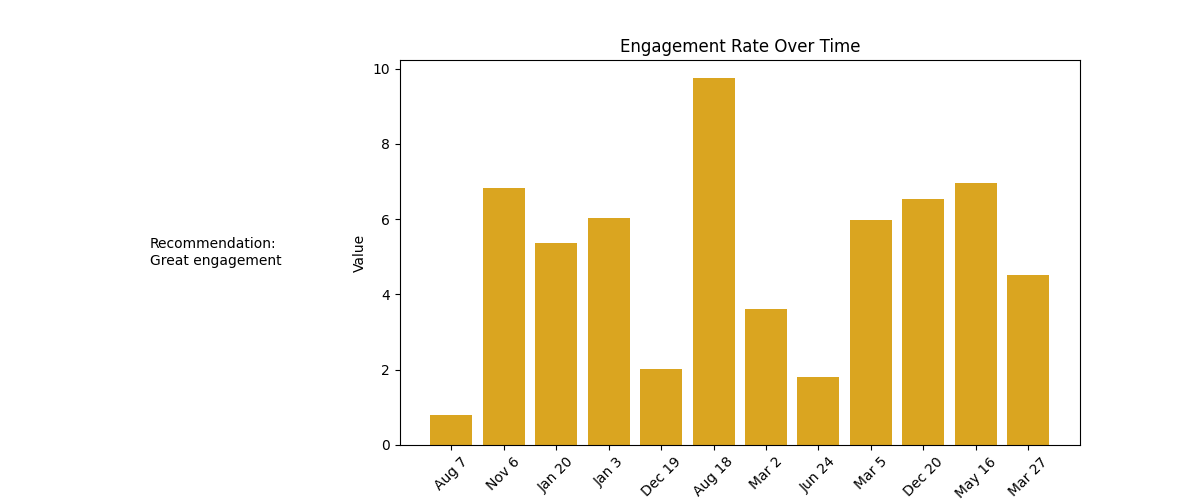 Engagement Rate Over Time
Recommendation:
Great engagement
Value
10
8
6
4
2
0
Aug 7
Nov 6
Jan 20
Jan 3
Dec 19
Aug 18
Mar 2
Jun 24
Mar 5
Dec 20
May 16
Mar 27